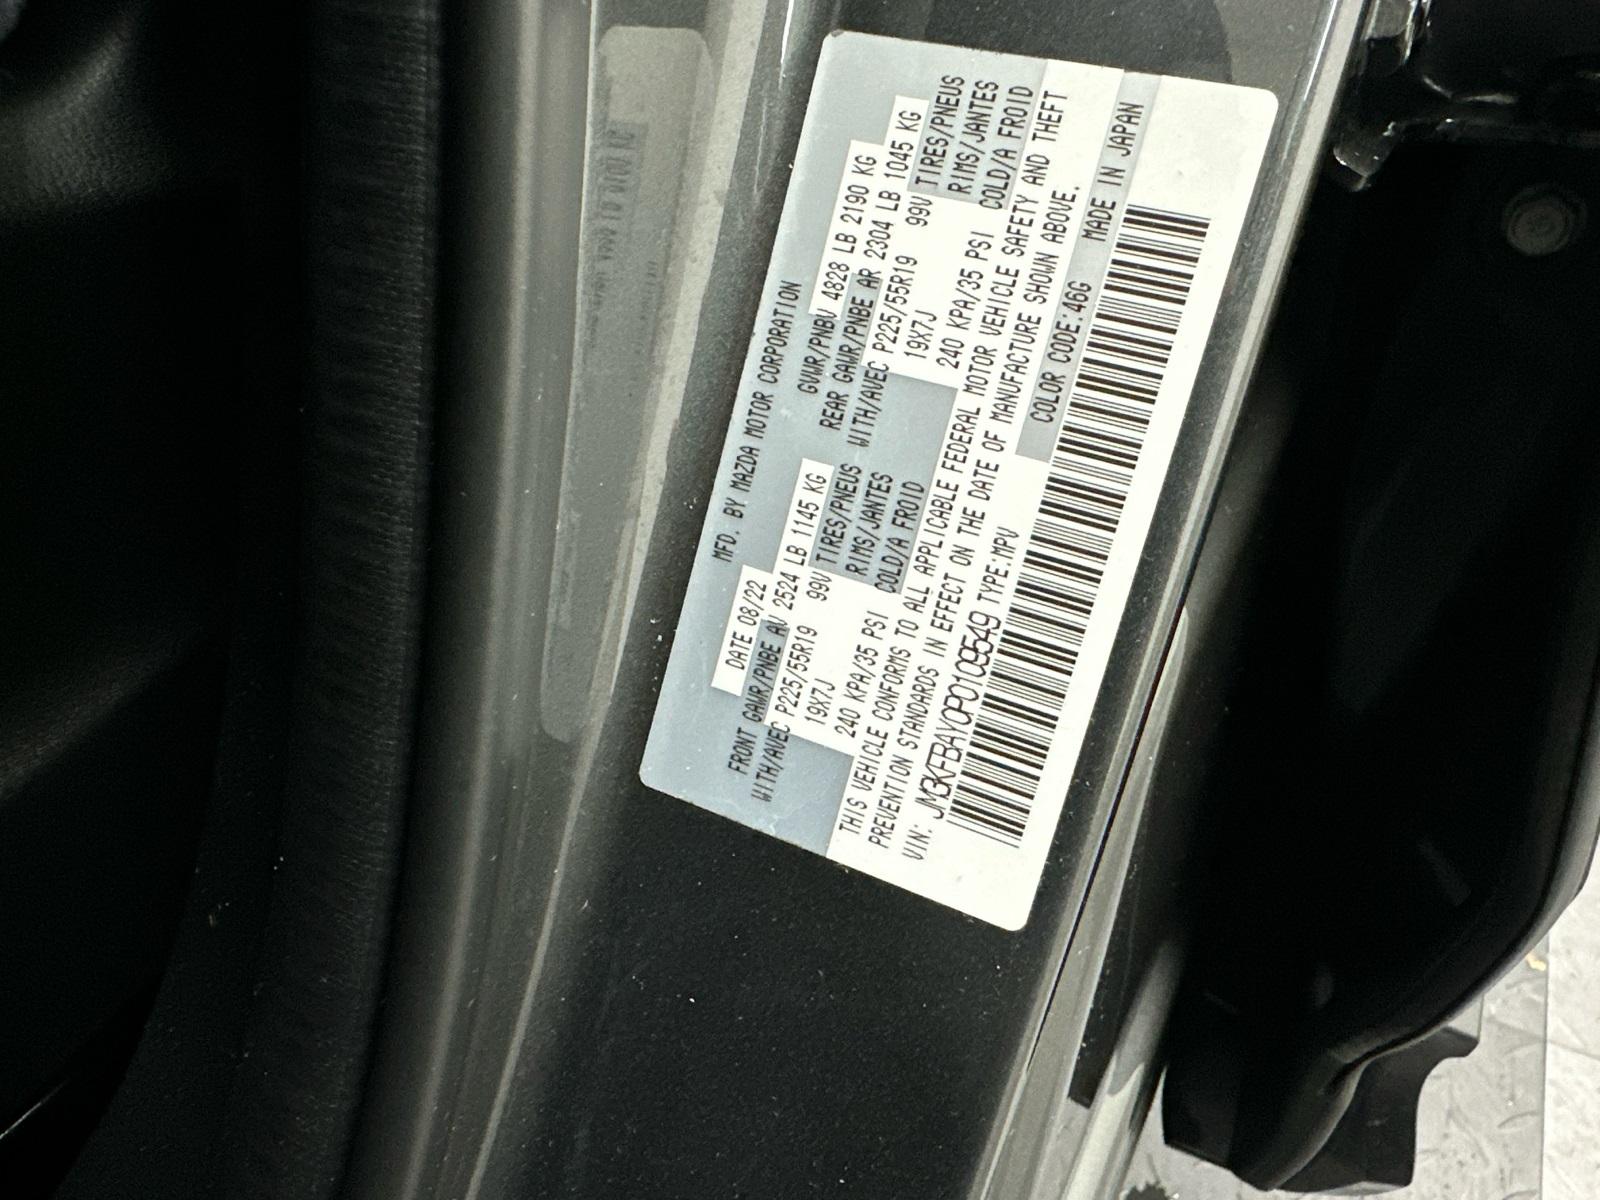 MFD. BY MAZDA MOTOR CORPORATION
DATE 08/22 GVWR/PNBV 4828 LB 2190 KG
FRONT GAWR/PNBE AV 2524 LB 1145 KG REAR GAWR/PNBE AR 2304 LB 1045 KG
WITH/AVEC P225/55R19 99V TIRES/PNEUS WITH/AVEC P225/55R19 99V TIRES/PNEUS
19X7J RIMS/JANTES 19X7J RIMS/JANTES
240 KPA/35 PSI COLD/A FROID 240 KPA/35 PSI COLD/A FROID
THIS VEHICLE CONFORMS TO ALL APPLICABLE FEDERAL MOTOR VEHICLE SAFETY AND THEFT
PREVENTION STANDARDS IN EFFECT ON THE DATE OF MANUFACTURE SHOWN ABOVE.
VIN: JM3KFBAY0P0109549 TYPE:MPV COLOR CODE:46G MADE IN JAPAN